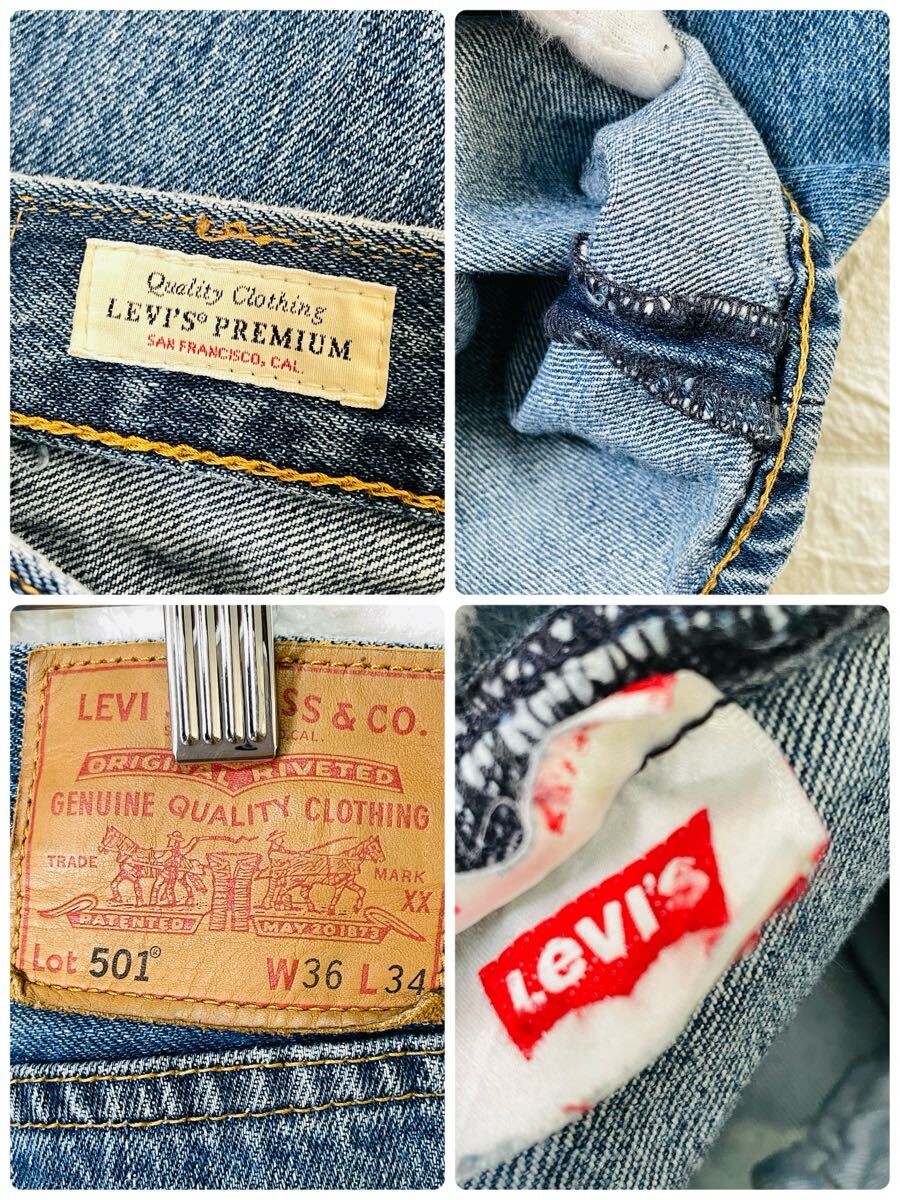 Quality Clothing
LEVI'S® PREMIUM
SAN FRANCISCO, CAL.
LEVI SS & CO.
CAL.
ORIGINAL RIVETED
GENUINE QUALITY CLOTHING
TRADE MARK
XX
PATENTED MAY 20 1873
Lot 501® W36 L34
Levi's